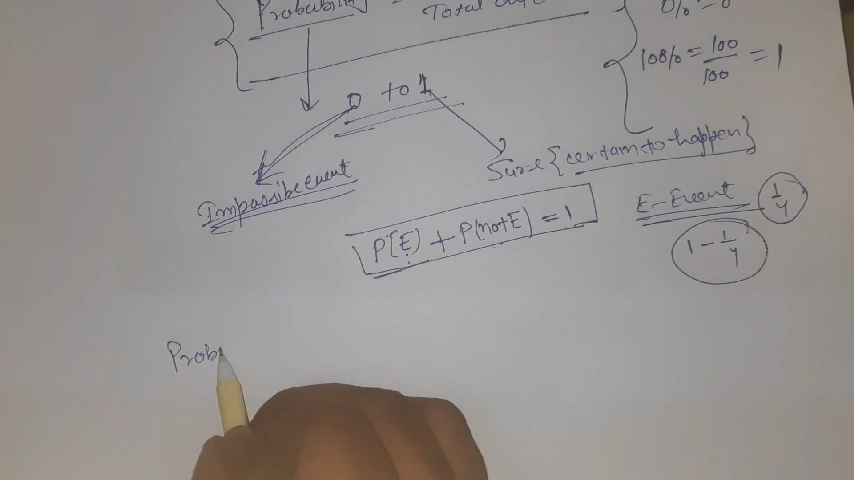 Probability
Total
0% = 0
100% = 100/100 = 1
0 to 1
Impossible event
Sure {certain to happen}
E-Event 1/4
P(E) + P(not E) = 1
1 - 1/4
Prob